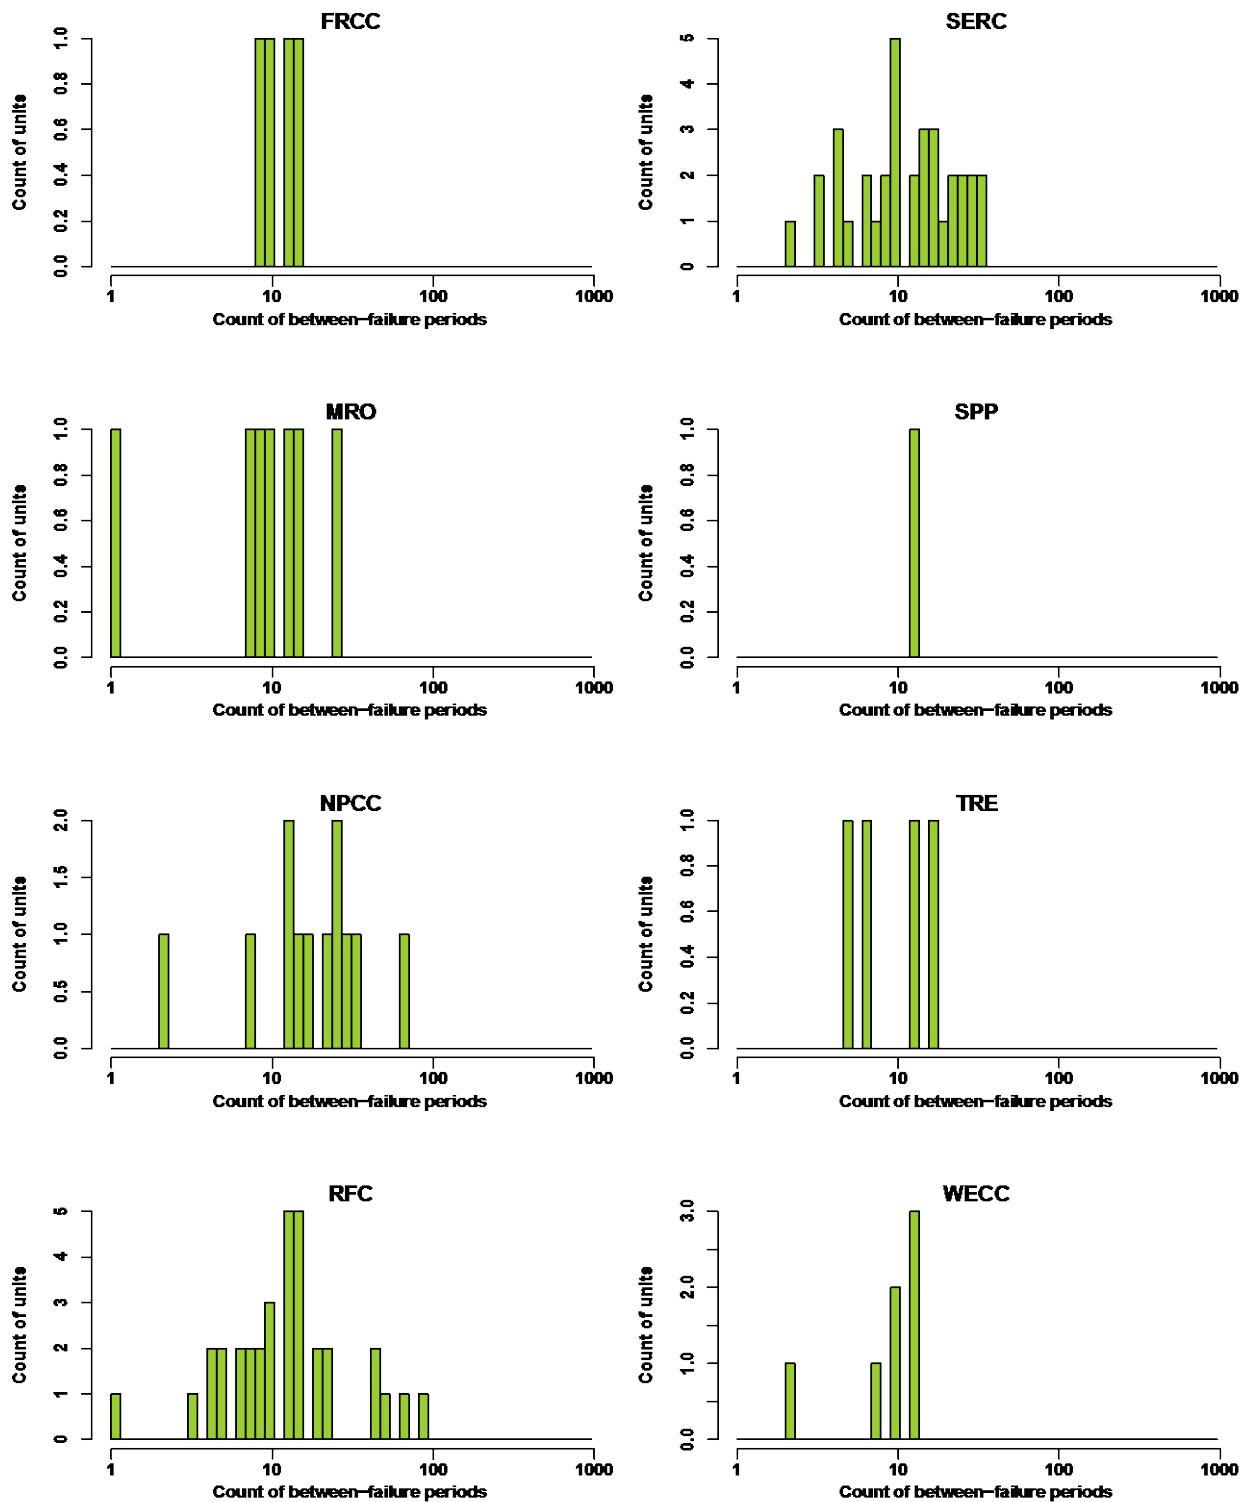 FRCC
Count of units
0.0 0.2 0.4 0.6 0.8 1.0
1 10 100 1000
Count of between-failure periods
SERC
Count of units
0 1 2 3 4 5
1 10 100 1000
Count of between-failure periods
MRO
Count of units
0.0 0.2 0.4 0.6 0.8 1.0
1 10 100 1000
Count of between-failure periods
SPP
Count of units
0.0 0.2 0.4 0.6 0.8 1.0
1 10 100 1000
Count of between-failure periods
NPCC
Count of units
0.0 0.5 1.0 1.5 2.0
1 10 100 1000
Count of between-failure periods
TRE
Count of units
0.0 0.2 0.4 0.6 0.8 1.0
1 10 100 1000
Count of between-failure periods
RFC
Count of units
0 1 2 3 4 5
1 10 100 1000
Count of between-failure periods
WECC
Count of units
0.0 1.0 2.0 3.0
1 10 100 1000
Count of between-failure periods